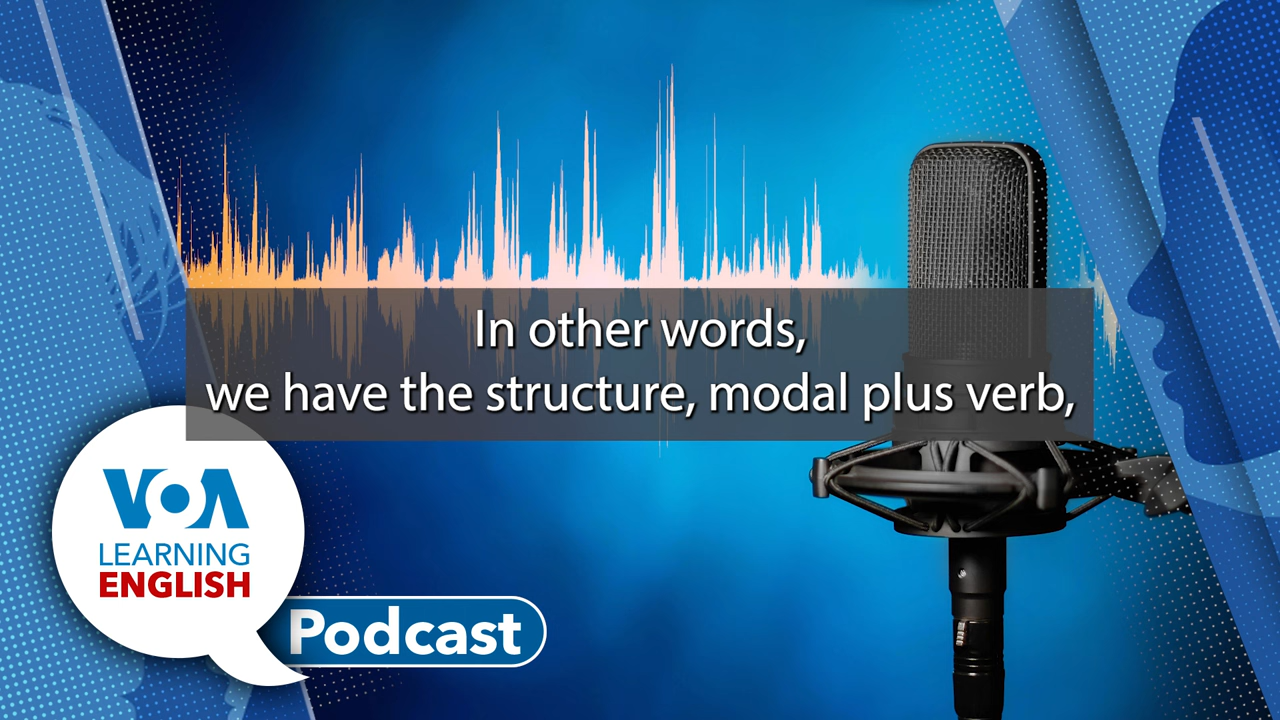 In other words,
we have the structure, modal plus verb,
VOA
LEARNING
ENGLISH
Podcast